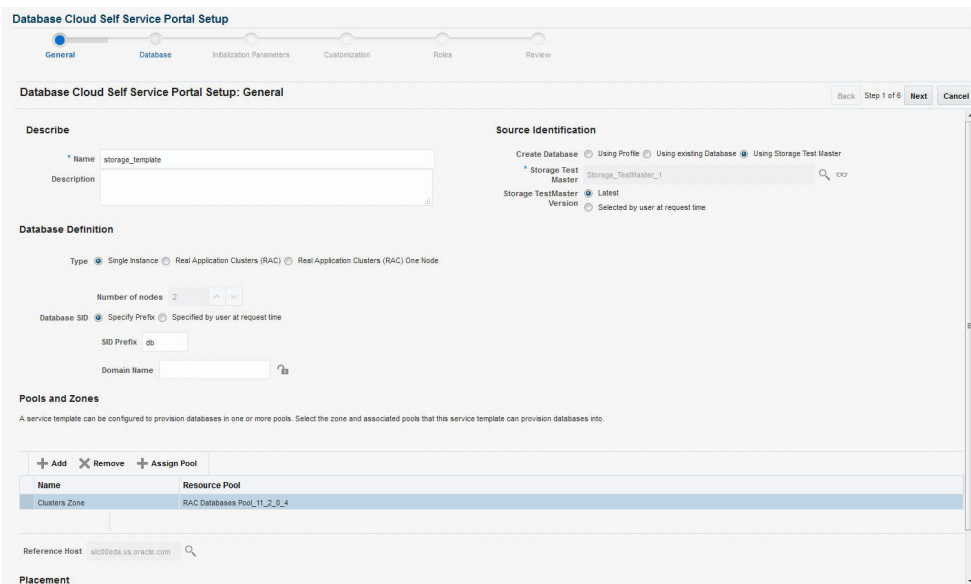 Database Cloud Self Service Portal Setup
General
Database
Initialization Parameters
Customization
Roles
Review
Database Cloud Self Service Portal Setup: General
Back Step 1 of 6 Next Cancel
Describe
* Name storage_template
Description
Source Identification
Create Database Using Profile Using existing Database Using Storage Test Master
* Storage Test Master Storage_TestMaster_1
Storage TestMaster Version Latest
Selected by user at request time
Database Definition
Type Single Instance Real Application Clusters (RAC) Real Application Clusters (RAC) One Node
Number of nodes 2
Database SID Specify Prefix Specified by user at request time
SID Prefix db
Domain Name
Pools and Zones
A service template can be configured to provision databases in one or more pools. Select the zone and associated pools that this service template can provision databases into.
Add Remove Assign Pool
Name Resource Pool
Clusters Zone RAC Databases Pool_11_2_0_4
Reference Host slc00eda.us.oracle.com
Placement